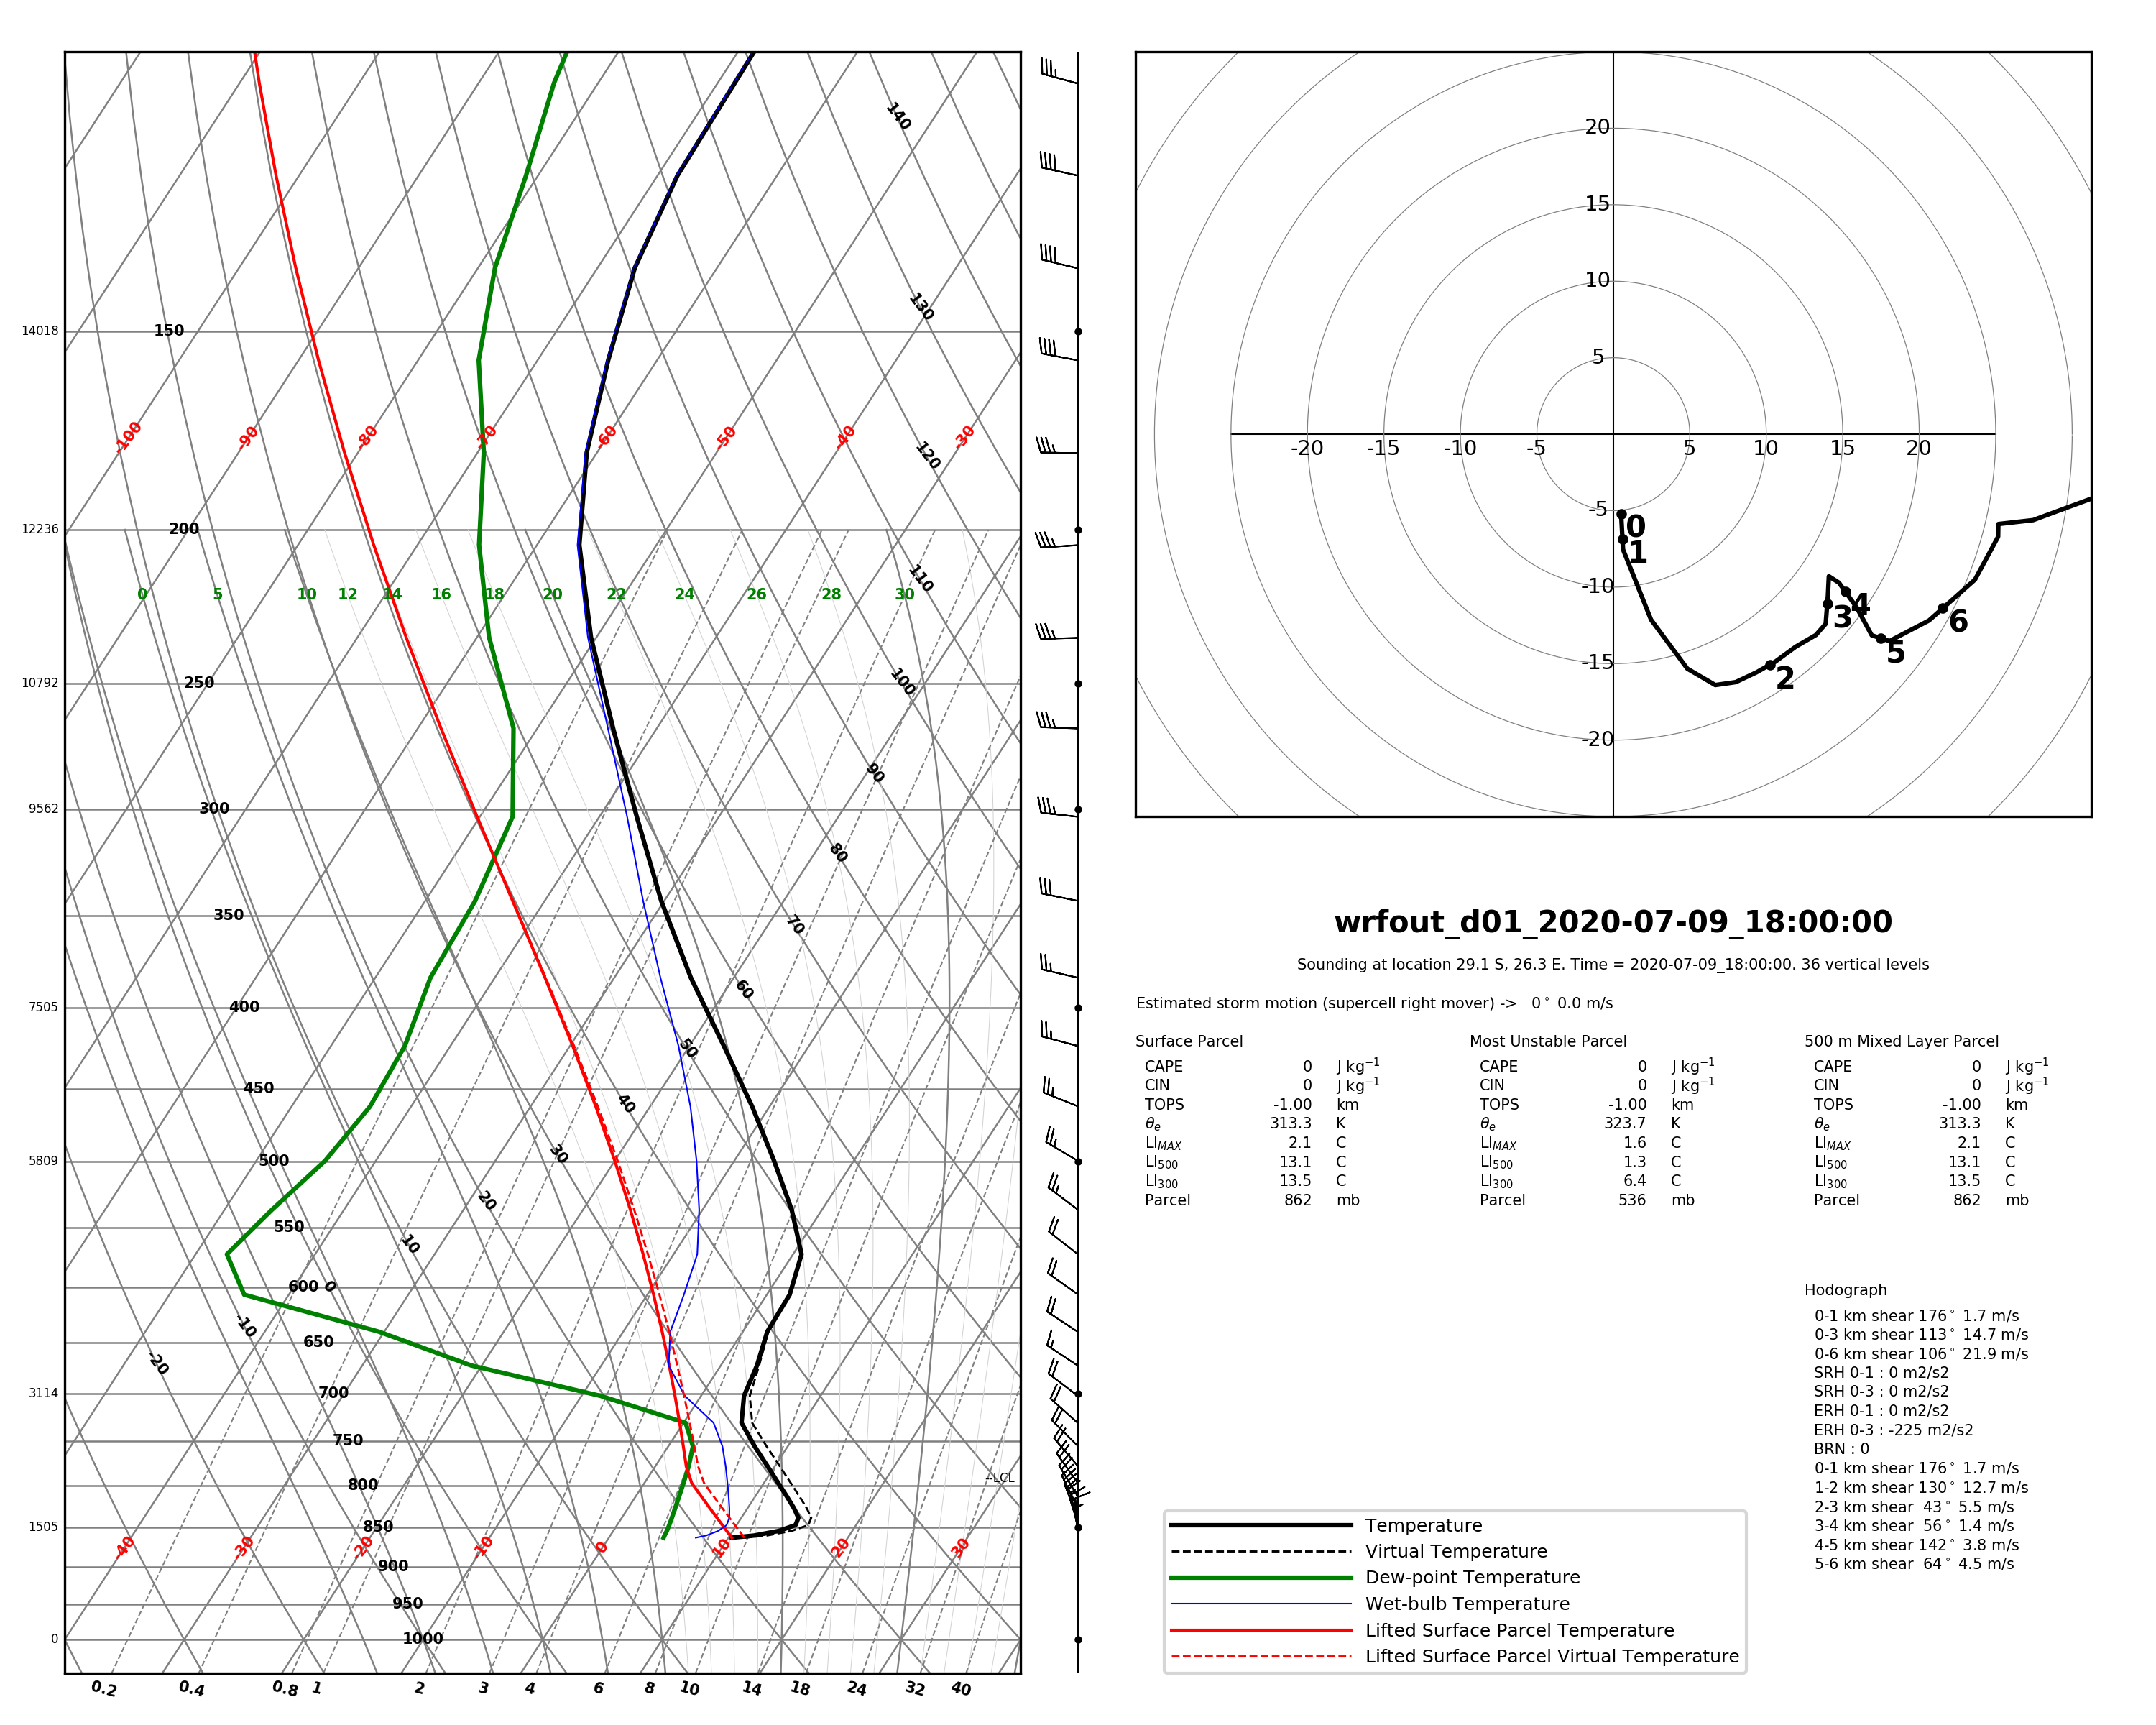 140
20
15
130
10
14018 150
5
-100 -90 -80 -70 -60 -50 -40 -30
-20 -15 -10 -5 5 10 15 20
120
-5
0
12236 200
1
110
-10
0 5 10 12 14 16 18 20 22 24 26 28 30
3 4
6
5
-15
10792 250
100
2
-20
90
9562 300
80
350
70
wrfout_d01_2020-07-09_18:00:00
Sounding at location 29.1 S, 26.3 E. Time = 2020-07-09_18:00:00. 36 vertical levels
60
7505 400
Estimated storm motion (supercell right mover) -> 0° 0.0 m/s
50
Surface Parcel Most Unstable Parcel 500 m Mixed Layer Parcel
CAPE 0 J kg⁻¹ CAPE 0 J kg⁻¹ CAPE 0 J kg⁻¹
450 CIN 0 J kg⁻¹ CIN 0 J kg⁻¹ CIN 0 J kg⁻¹
40 TOPS -1.00 km TOPS -1.00 km TOPS -1.00 km
θe 313.3 K θe 323.7 K θe 313.3 K
LIMAX 2.1 C LIMAX 1.6 C LIMAX 2.1 C
5809 500 30 LI500 13.1 C LI500 1.3 C LI500 13.1 C
LI300 13.5 C LI300 6.4 C LI300 13.5 C
20 Parcel 862 mb Parcel 536 mb Parcel 862 mb
550
10
600 0
Hodograph
-10
0-1 km shear 176° 1.7 m/s
650
0-3 km shear 113° 14.7 m/s
-20
0-6 km shear 106° 21.9 m/s
SRH 0-1 : 0 m2/s2
3114 700
SRH 0-3 : 0 m2/s2
ERH 0-1 : 0 m2/s2
750
ERH 0-3 : -225 m2/s2
BRN : 0
--LCL
0-1 km shear 176° 1.7 m/s
800
1-2 km shear 130° 12.7 m/s
2-3 km shear 43° 5.5 m/s
1505 850
3-4 km shear 56° 1.4 m/s
-40 -30 -20 -10 0 10 20 30
4-5 km shear 142° 3.8 m/s
900
5-6 km shear 64° 4.5 m/s
Temperature
Virtual Temperature
Dew-point Temperature
950
Wet-bulb Temperature
Lifted Surface Parcel Temperature
0 1000
Lifted Surface Parcel Virtual Temperature
0.2 0.4 0.8 1 2 3 4 6 8 10 14 18 24 32 40